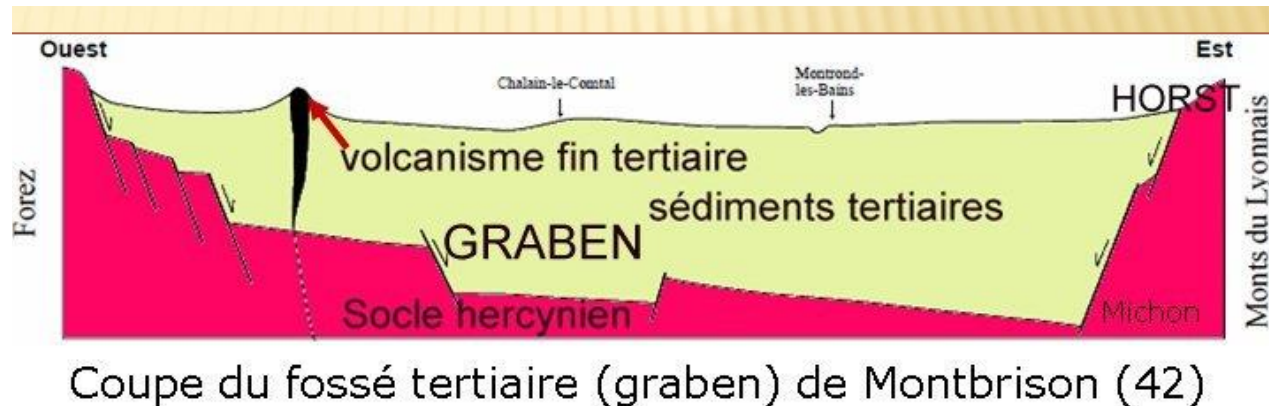 Ouest
Est
Chalain-le-Comtal
Montrond-
les-Bains
HORST
volcanisme fin tertiaire
sédiments tertiaires
GRABEN
Socle hercynien
Michon
Forez
Monts du Lyonnais
Coupe du fossé tertiaire (graben) de Montbrison (42)